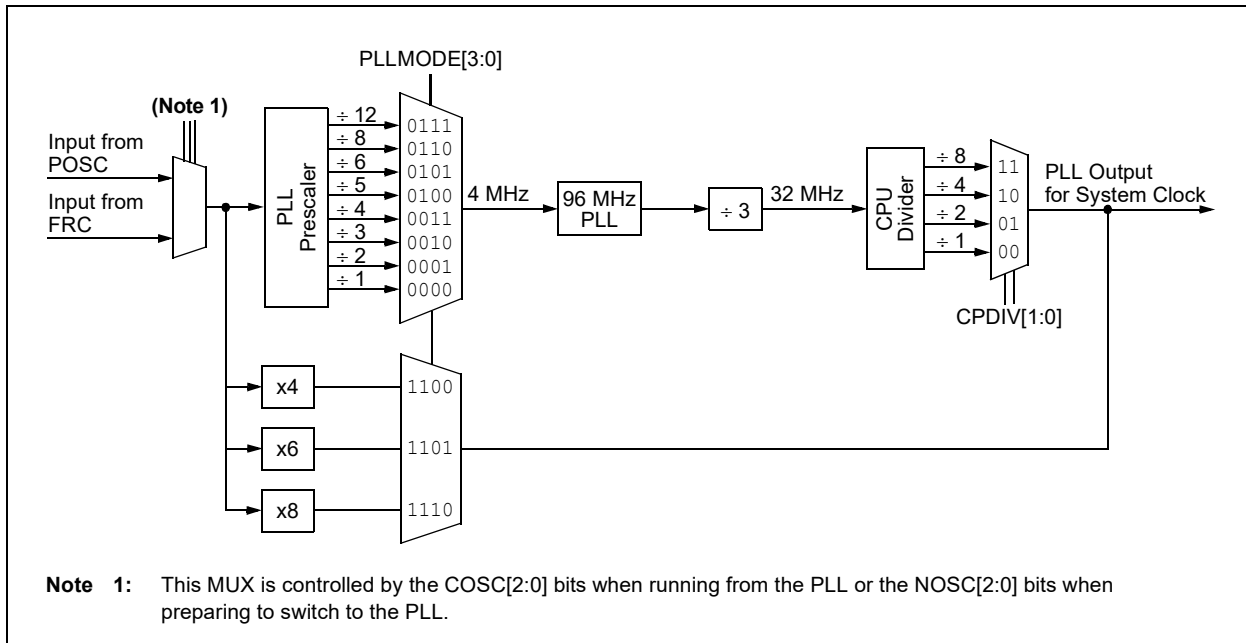 PLLMODE[3:0]
(Note 1)
Input from
POSC
Input from
FRC
PLL
Prescaler
÷ 12
÷ 8
÷ 6
÷ 5
÷ 4
÷ 3
÷ 2
÷ 1
0111
0110
0101
0100
0011
0010
0001
0000
4 MHz
96 MHz
PLL
÷ 3
32 MHz
CPU
Divider
÷ 8
÷ 4
÷ 2
÷ 1
11
10
01
00
PLL Output
for System Clock
CPDIV[1:0]
x4
x6
x8
1100
1101
1110
Note 1: This MUX is controlled by the COSC[2:0] bits when running from the PLL or the NOSC[2:0] bits when
preparing to switch to the PLL.